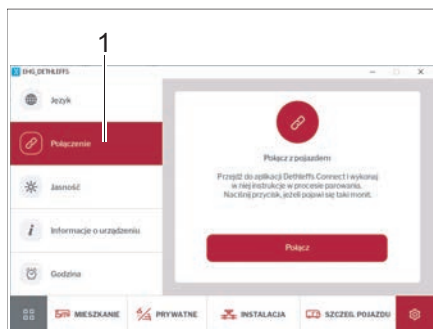 1
EHG_DETHLEFFS
Język
Połączenie
Jasność
Informacje o urządzeniu
Godzina
Połącz z pojazdem
Przejdź do aplikacji Dethleffs Connect i wykonaj
w niej instrukcje w procesie parowania.
Naciśnij przycisk, jeżeli pojawi się taki monit.
Połącz
MIESZKANIE
PRYWATNE
INSTALACJA
SZCZEG. POJAZDU